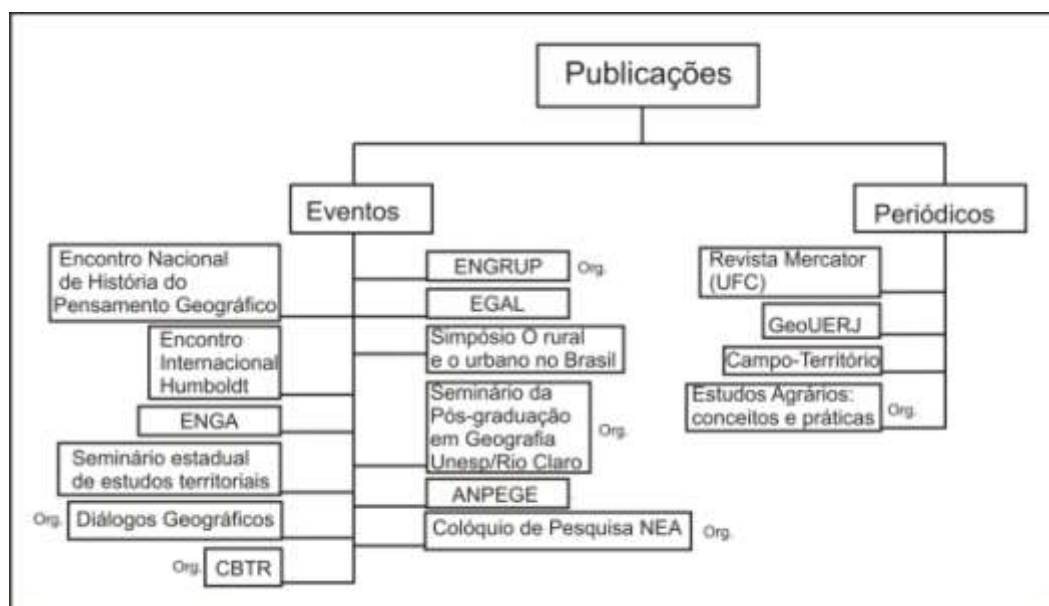 Publicações
Eventos
Encontro Nacional
de História do
Pensamento Geográfico
Encontro
Internacional
Humboldt
ENGA
Seminário estadual
de estudos territoriais
Org. Diálogos Geográficos
Org. CBTR
ENGRUP Org.
EGAL
Simpósio O rural
e o urbano no Brasil
Seminário da
Pós-graduação
em Geografia Org.
Unesp/Rio Claro
ANPEGE
Colóquio de Pesquisa NEA Org.
Periódicos
Revista Mercator
(UFC)
GeoUERJ
Campo-Território
Estudos Agrários:
conceitos e práticas Org.